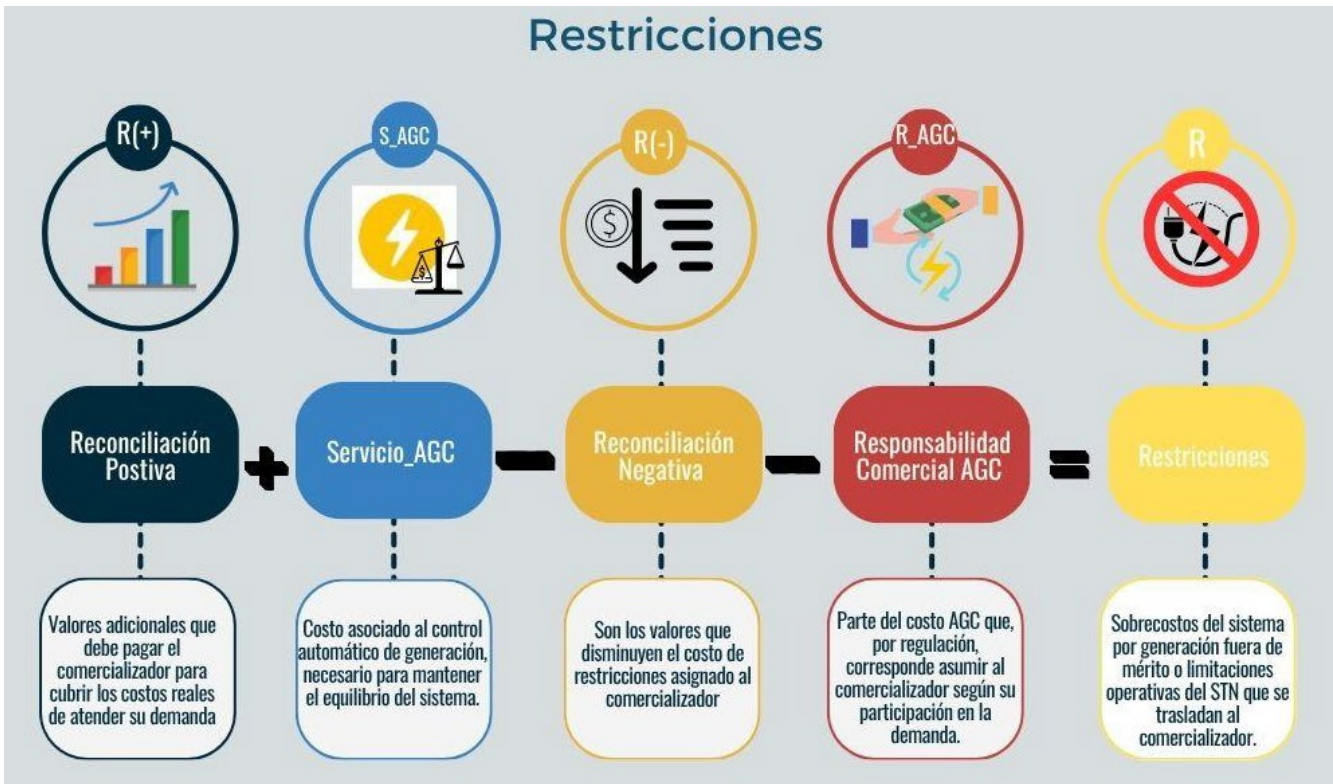 Restricciones
R(+)
S_AGC
R(-)
R_AGC
R
$
$
Reconciliación
Postiva
+
Servicio_AGC
-
Reconciliación
Negativa
-
Responsabilidad
Comercial AGC
=
Restricciones
Valores adicionales que
debe pagar el
comercializador para
cubrir los costos reales
de atender su demanda
Costo asociado al control
automático de generación,
necesario para mantener
el equilibrio del sistema.
Son los valores que
disminuyen el costo de
restricciones asignado al
comercializador
Parte del costo AGC que,
por regulación,
corresponde asumir al
comercializador según su
participación en la
demanda.
Sobrecostos del sistema
por generación fuera de
mérito o limitaciones
operativas del STN que se
trasladan al
comercializador.